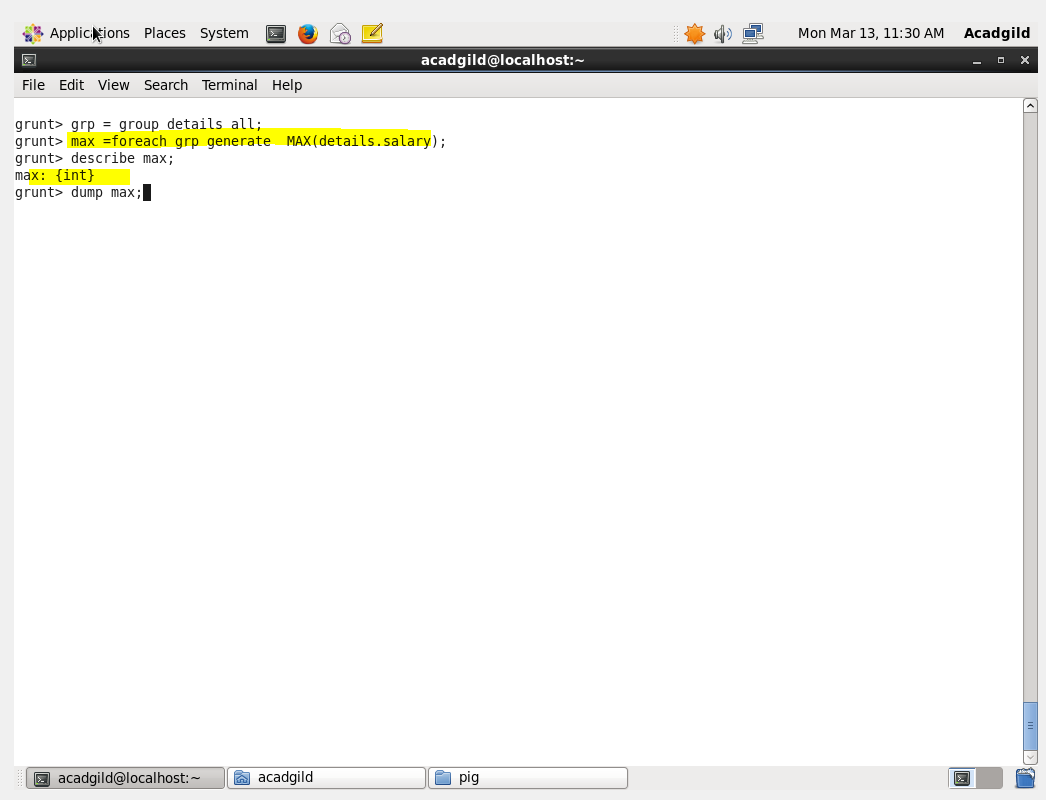 Applications Places System Mon Mar 13, 11:30 AM Acadgild
acadgild@localhost:~
File Edit View Search Terminal Help
grunt> grp = group details all;
grunt> max =foreach grp generate  MAX(details.salary);
grunt> describe max;
max: {int}
grunt> dump max;
acadgild@localhost:~ acadgild pig